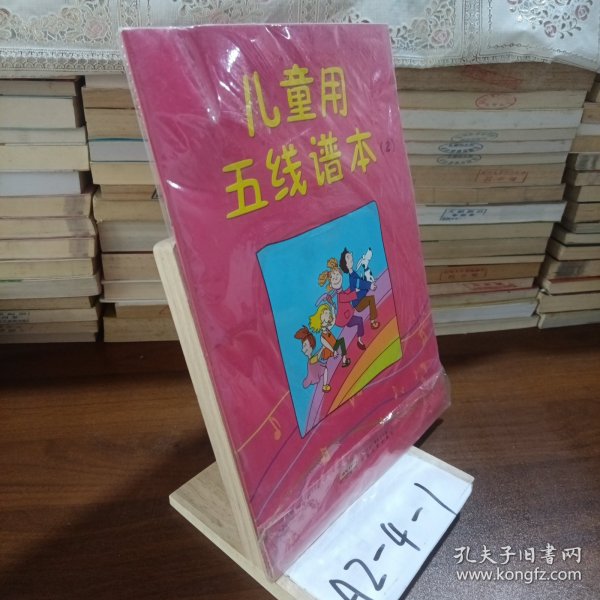 儿童用
五线谱本
(2)
A2-4-1
孔夫子旧书网
www.kongfz.com